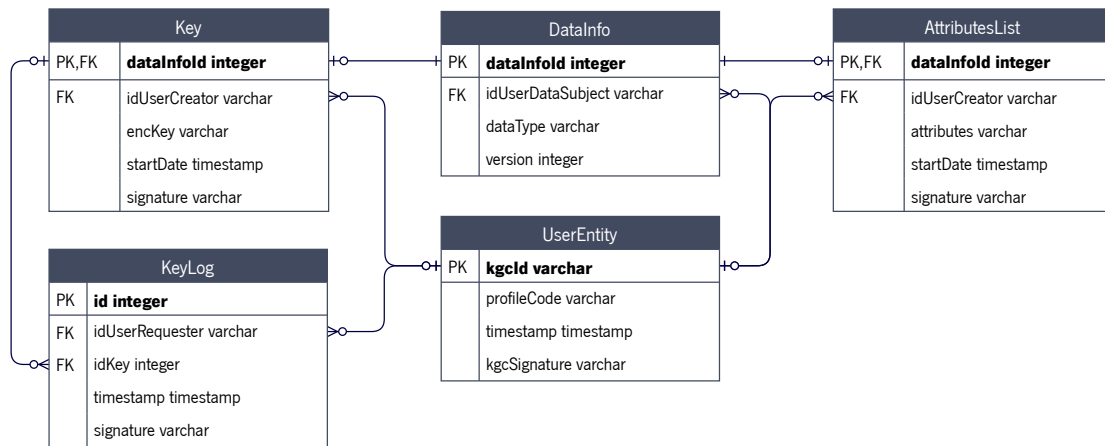 Key
PK,FK dataInfoId integer
FK idUserCreator varchar
encKey varchar
startDate timestamp
signature varchar
DataInfo
PK dataInfoId integer
FK idUserDataSubject varchar
dataType varchar
version integer
AttributesList
PK,FK dataInfoId integer
FK idUserCreator varchar
attributes varchar
startDate timestamp
signature varchar
KeyLog
PK id integer
FK idUserRequester varchar
FK idKey integer
timestamp timestamp
signature varchar
UserEntity
PK kgcId varchar
profileCode varchar
timestamp timestamp
kgcSignature varchar